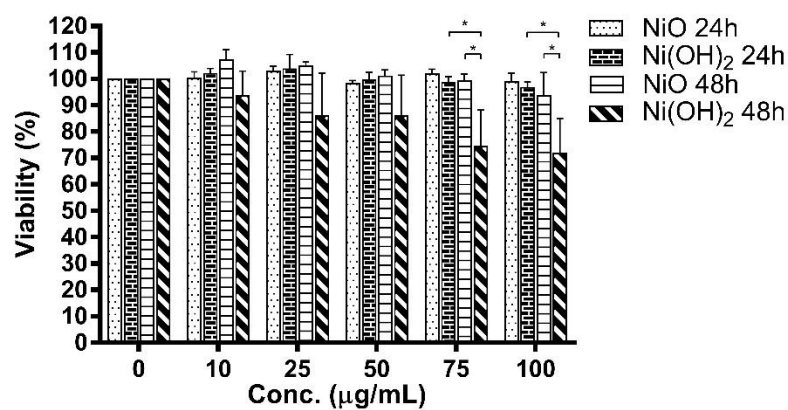 120
110
100
90
80
70
60
50
40
30
20
10
0
Viability (%)
* *
* *
0 10 25 50 75 100
Conc. (μg/mL)
NiO 24h
Ni(OH)₂ 24h
NiO 48h
Ni(OH)₂ 48h